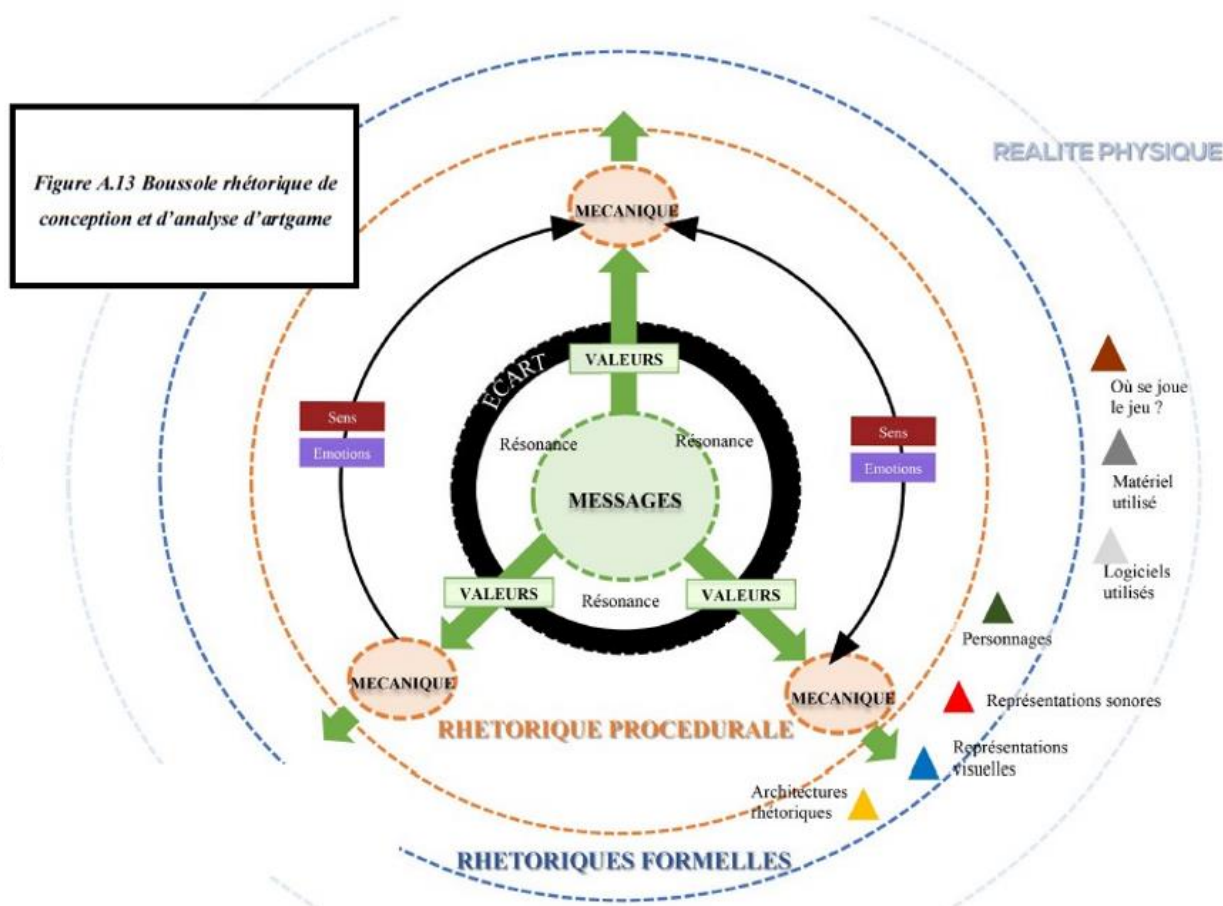 Figure A.13 Boussole rhétorique de
conception et d'analyse d'artgame
REALITE PHYSIQUE
MECANIQUE
VALEURS
ECART
Résonance
Résonance
Sens
Emotions
Sens
Emotions
MESSAGES
Où se joue
le jeu ?
Matériel
utilisé
Logiciels
utilisés
VALEURS
Résonance
VALEURS
Personnages
MECANIQUE
MECANIQUE
Représentations sonores
RHETORIQUE PROCEDURALE
Représentations
visuelles
Architectures
rhétoriques
RHETORIQUES FORMELLES